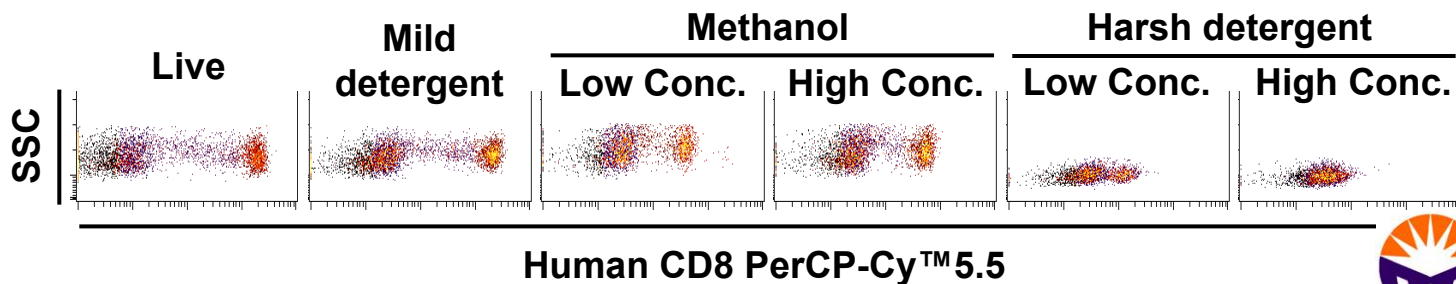 Live
Mild
detergent
Methanol
Low Conc.
High Conc.
Harsh detergent
Low Conc.
High Conc.
SSC
Human CD8 PerCP-Cy™5.5